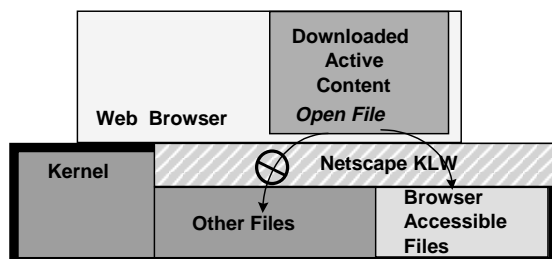 Downloaded
Active
Content
Open File
Web Browser
Netscape KLW
Kernel
Other Files
Browser
Accessible
Files